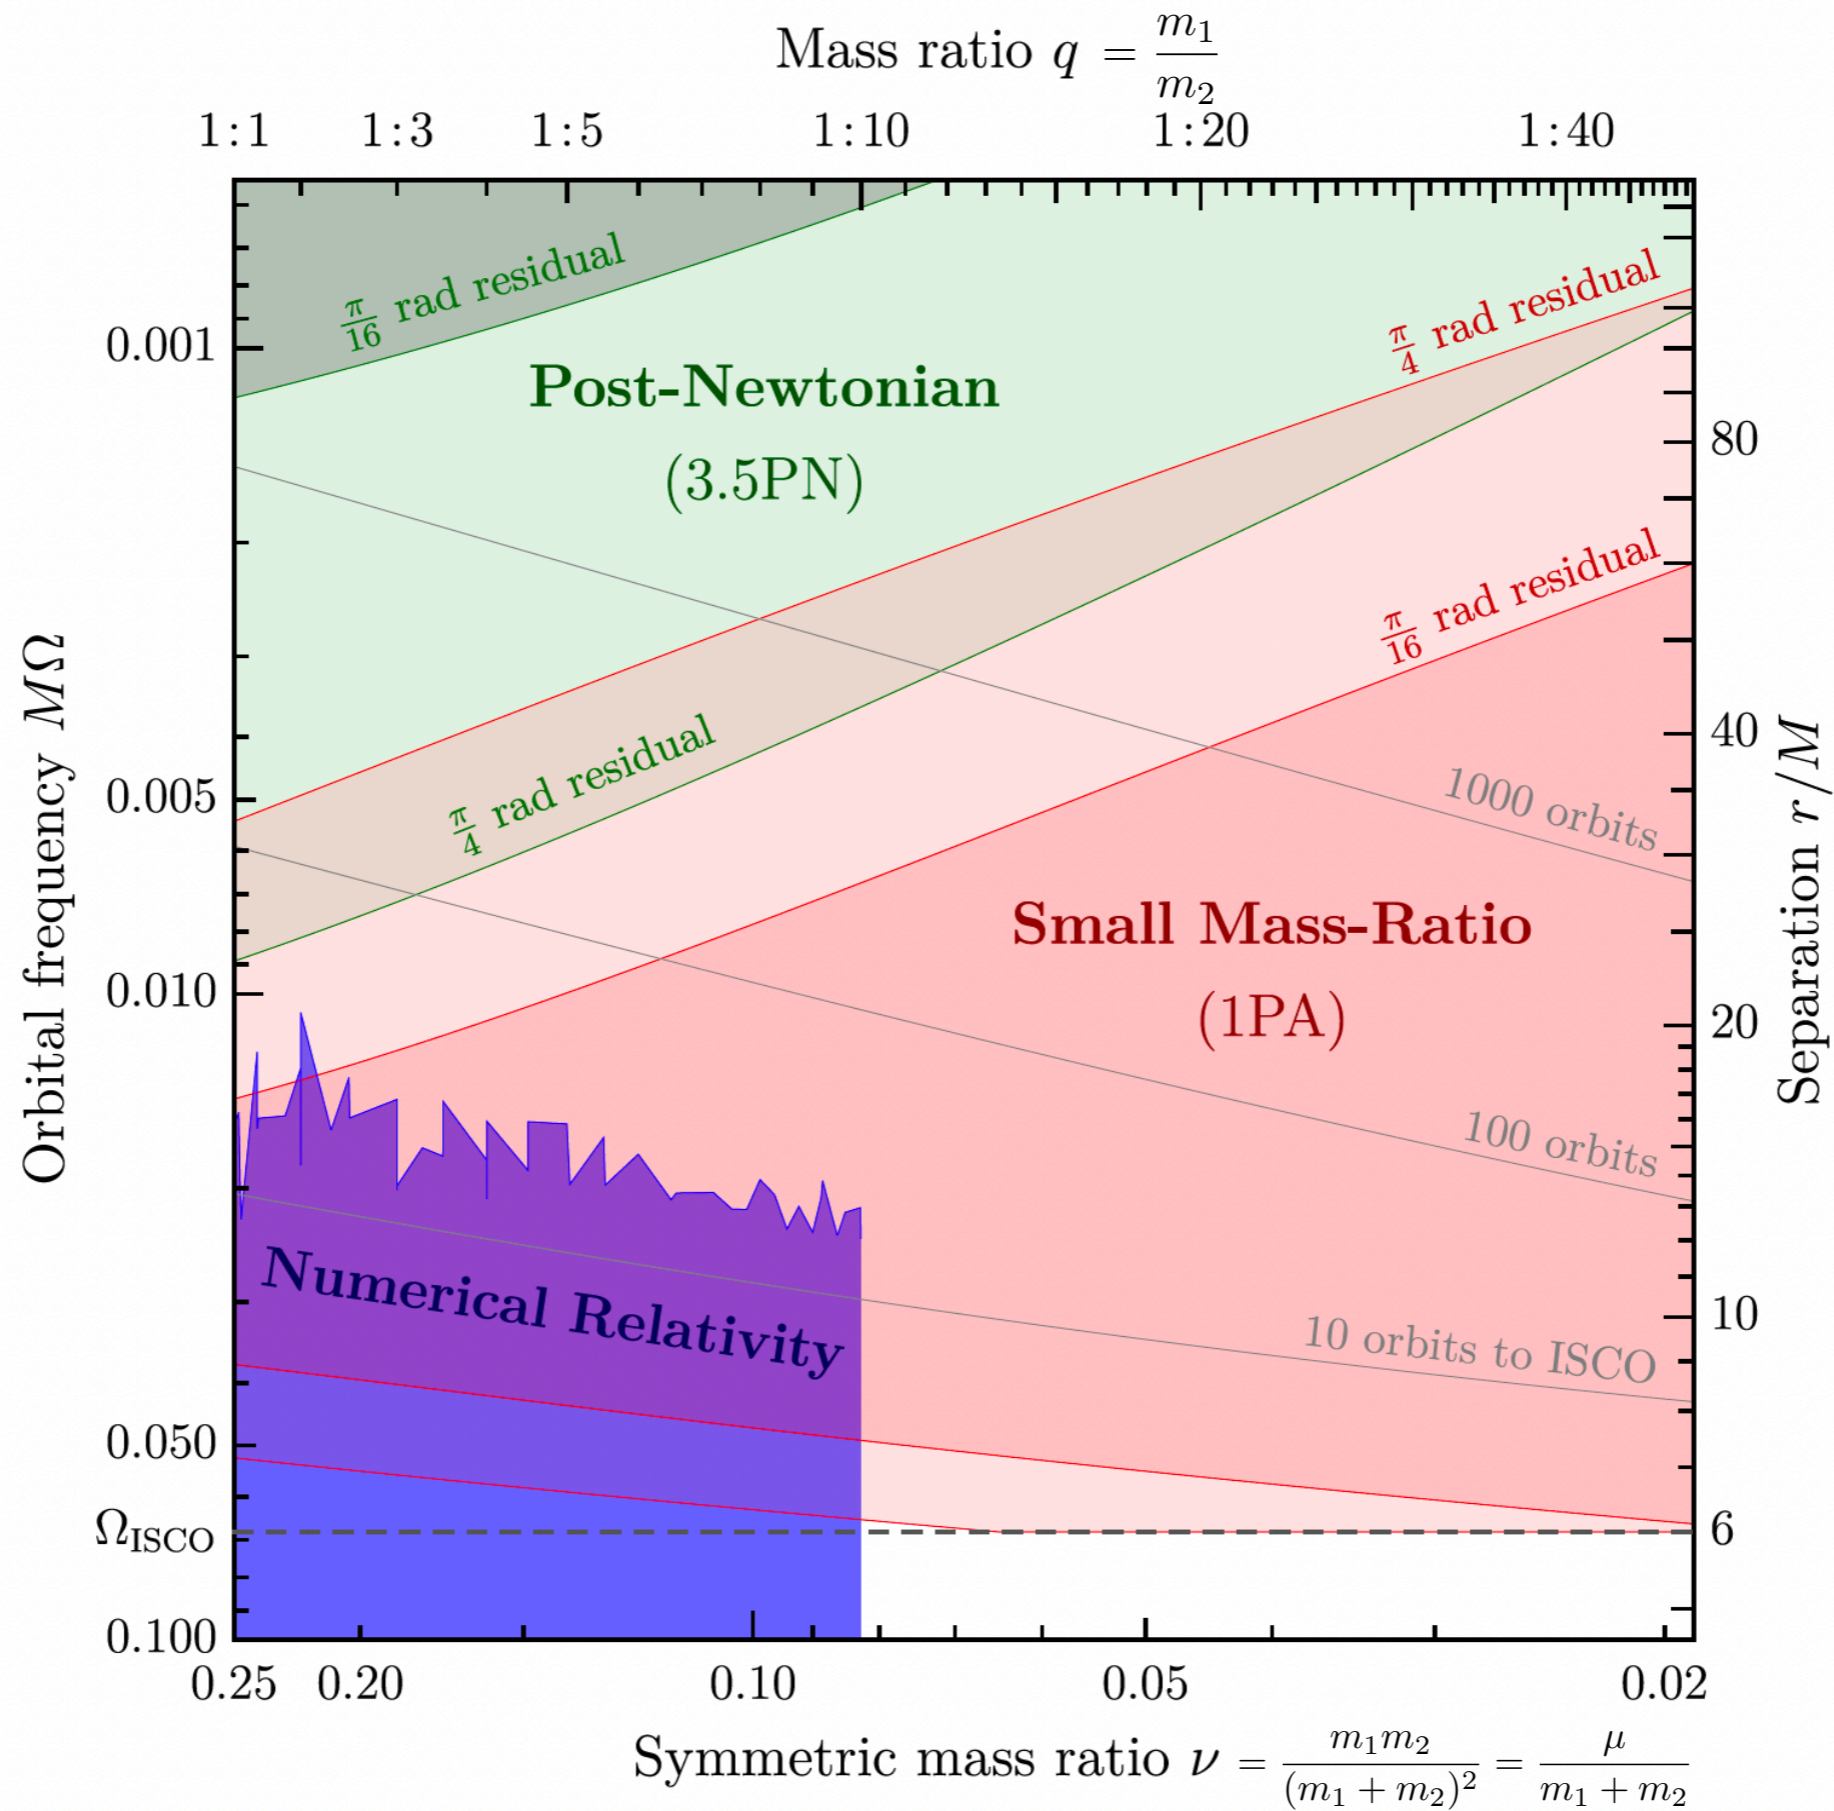 Mass ratio q = m₁/m₂
1:1 1:3 1:5 1:10 1:20 1:40
π/16 rad residual
π/4 rad residual
0.001
Post-Newtonian
80
(3.5PN)
π/16 rad residual
π/4 rad residual
40
0.005
1000 orbits
Orbital frequency MΩ
Separation r/M
Small Mass-Ratio
0.010
(1PA)
20
100 orbits
Numerical Relativity
10
10 orbits to ISCO
0.050
Ω_ISCO
6
0.100
0.25 0.20 0.10 0.05 0.02
Symmetric mass ratio ν = m₁m₂/(m₁ + m₂)² = μ/(m₁ + m₂)